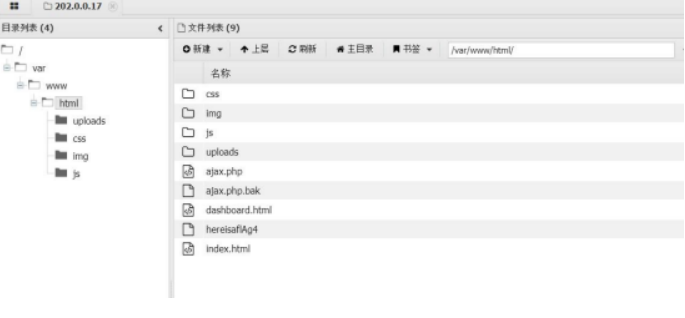 202.0.0.17
目录列表 (4)
文件列表 (9)
新建 上层 刷新 主目录 书签 /var/www/html/
/
var
www
html
uploads
css
img
js
名称
css
img
js
uploads
ajax.php
ajax.php.bak
dashboard.html
hereisaflAg4
index.html